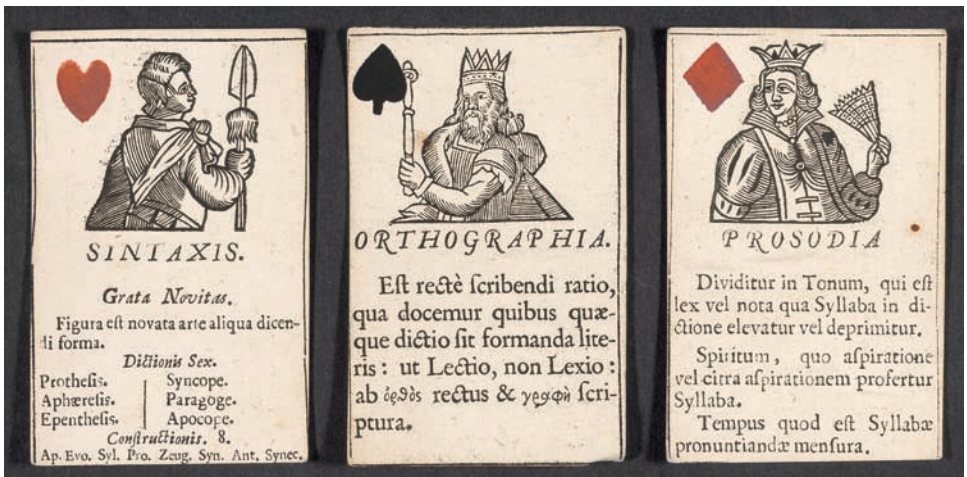 SINTAXIS.
Grata Novitas.
Figura eſt novata arte aliqua dicen-
di forma.
Dictionis Sex.
Protheſis. Syncope.
Aphæreſis. Paragoge.
Epentheſis. Apocope.
Conſtructionis. 8.
Ap. Evo. Syl. Pro. Zeug. Syn. Ant. Synec.
ORTHOGRAPHIA.
Eſt rectè ſcribendi ratio,
qua docemur quibus quæ-
que dictio ſit formanda lite-
ris: ut Lectio, non Lexio:
ab ὀρθὸς rectus & γραφὴ ſcri-
ptura.
PROSODIA
Dividitur in Tonum, qui eſt
lex vel nota qua Syllaba in di-
ctione elevatur vel deprimitur.
Spiritum, quo aſpiratione
vel citra aſpirationem profertur
Syllaba.
Tempus quod eſt Syllabæ
pronuntiandæ menſura.